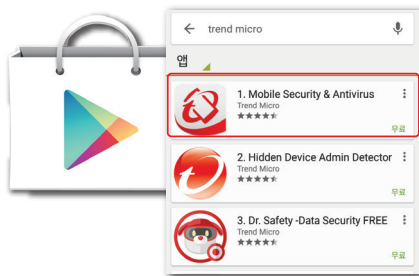 trend micro
앱
1. Mobile Security & Antivirus
Trend Micro
무료
2. Hidden Device Admin Detector
Trend Micro
무료
3. Dr. Safety -Data Security FREE
Trend Micro
무료